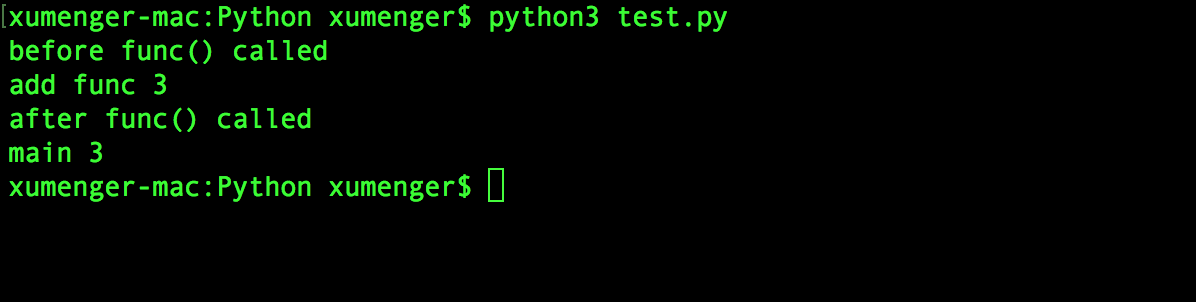 [xumenger-mac:Python xumenger$ python3 test.py
before func() called
add func 3
after func() called
main 3
xumenger-mac:Python xumenger$